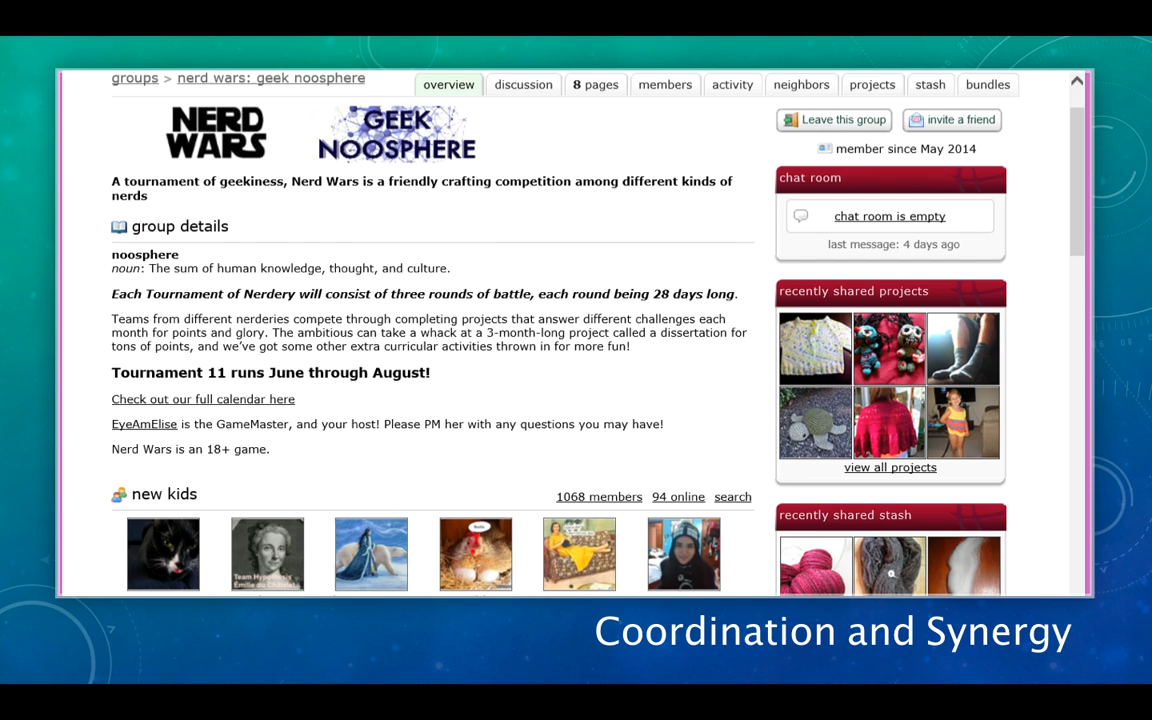 groups > nerd wars: geek noosphere
overview
discussion
8 pages
members
activity
neighbors
projects
stash
bundles
NERD
WARS
GEEK
NOOSPHERE
Leave this group
invite a friend
member since May 2014
A tournament of geekiness, Nerd Wars is a friendly crafting competition among different kinds of
nerds
group details
noosphere
noun: The sum of human knowledge, thought, and culture.
Each Tournament of Nerdery will consist of three rounds of battle, each round being 28 days long.
Teams from different nerderies compete through completing projects that answer different challenges each
month for points and glory. The ambitious can take a whack at a 3-month-long project called a dissertation for
tons of points, and we've got some other extra curricular activities thrown in for more fun!
Tournament 11 runs June through August!
Check out our full calendar here
EyeAmElise is the GameMaster, and your host! Please PM her with any questions you may have!
Nerd Wars is an 18+ game.
new kids
1068 members
94 online
search
Team Hypothesis
Émilie du Châtelet
chat room
chat room is empty
last message: 4 days ago
recently shared projects
view all projects
recently shared stash
Coordination and Synergy